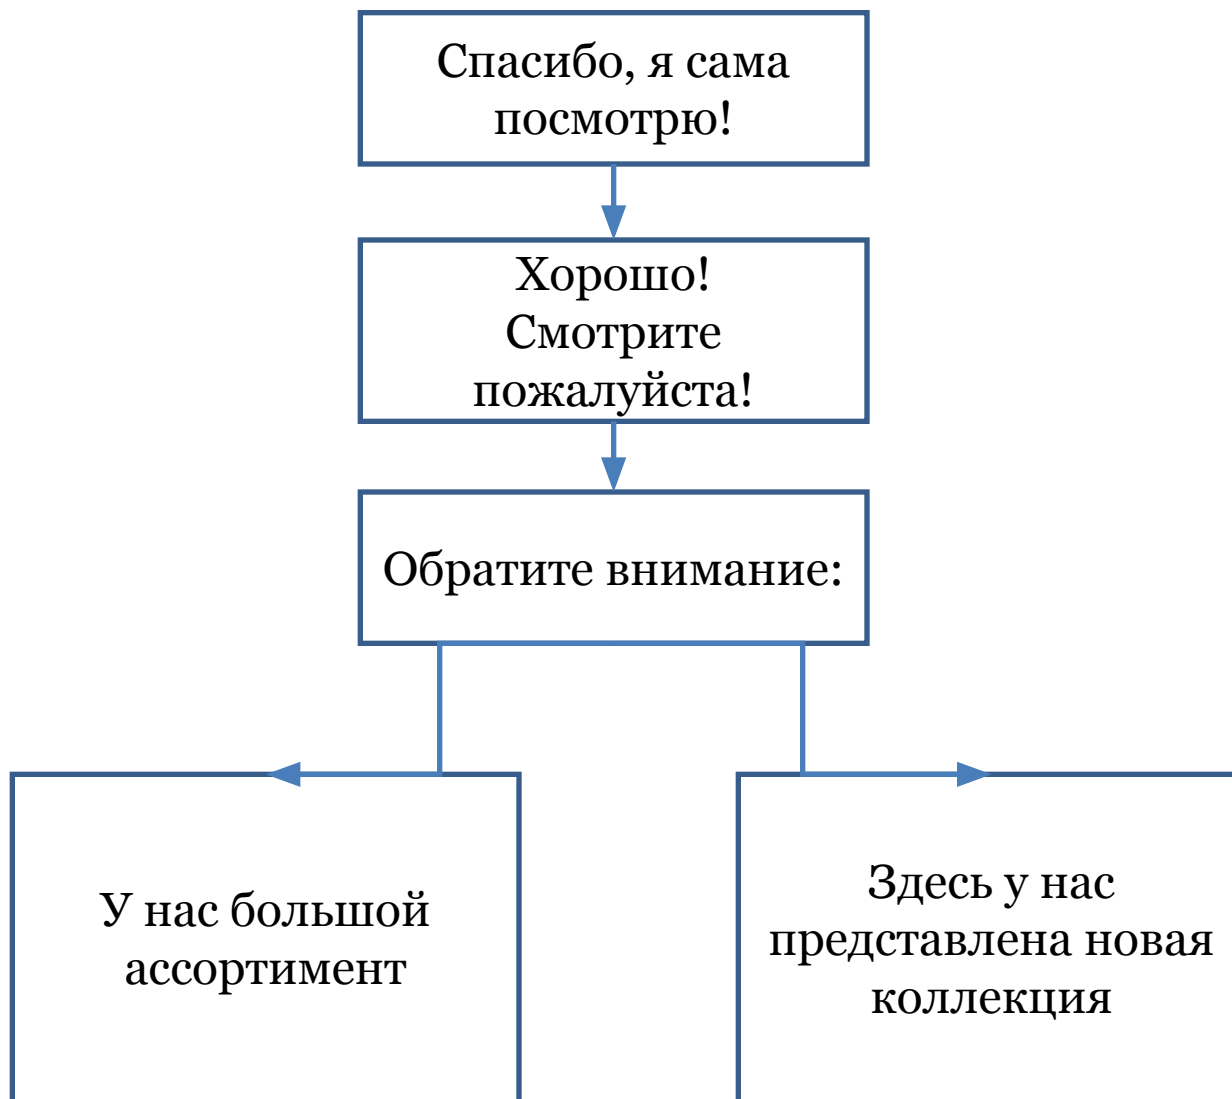 Спасибо, я сама
посмотрю!
Хорошо!
Смотрите
пожалуйста!
Обратите внимание:
У нас большой
ассортимент
Здесь у нас
представлена новая
коллекция